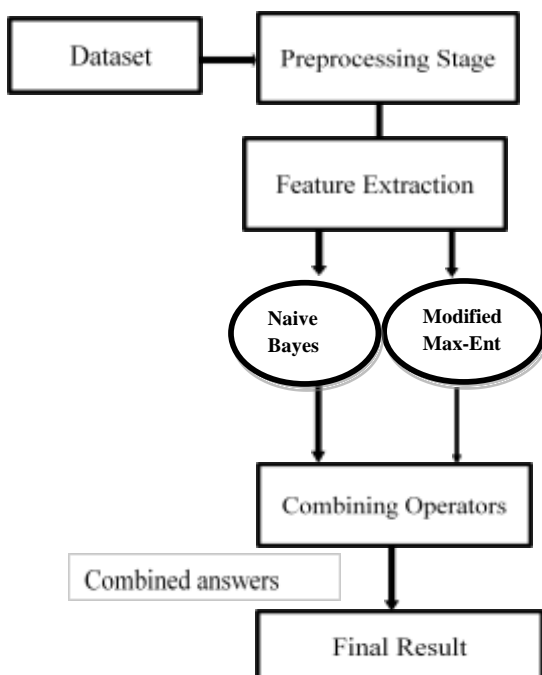 Dataset
Preprocessing Stage
Feature Extraction
Naive
Bayes
Modified
Max-Ent
Combining Operators
Combined answers
Final Result